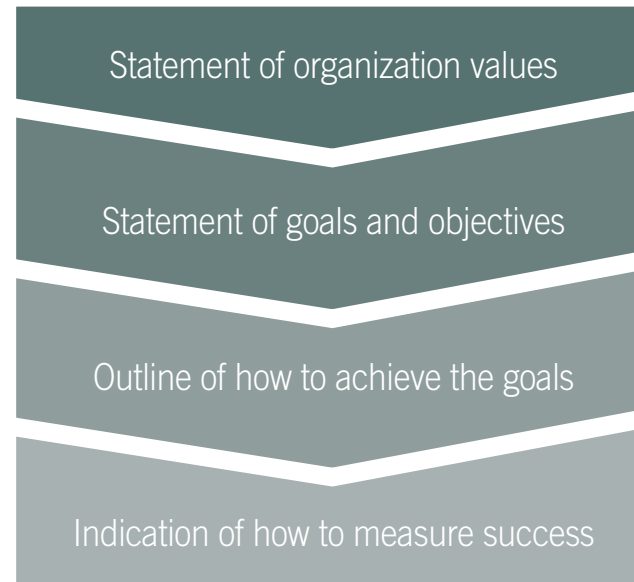 Statement of organization values
Statement of goals and objectives
Outline of how to achieve the goals
Indication of how to measure success